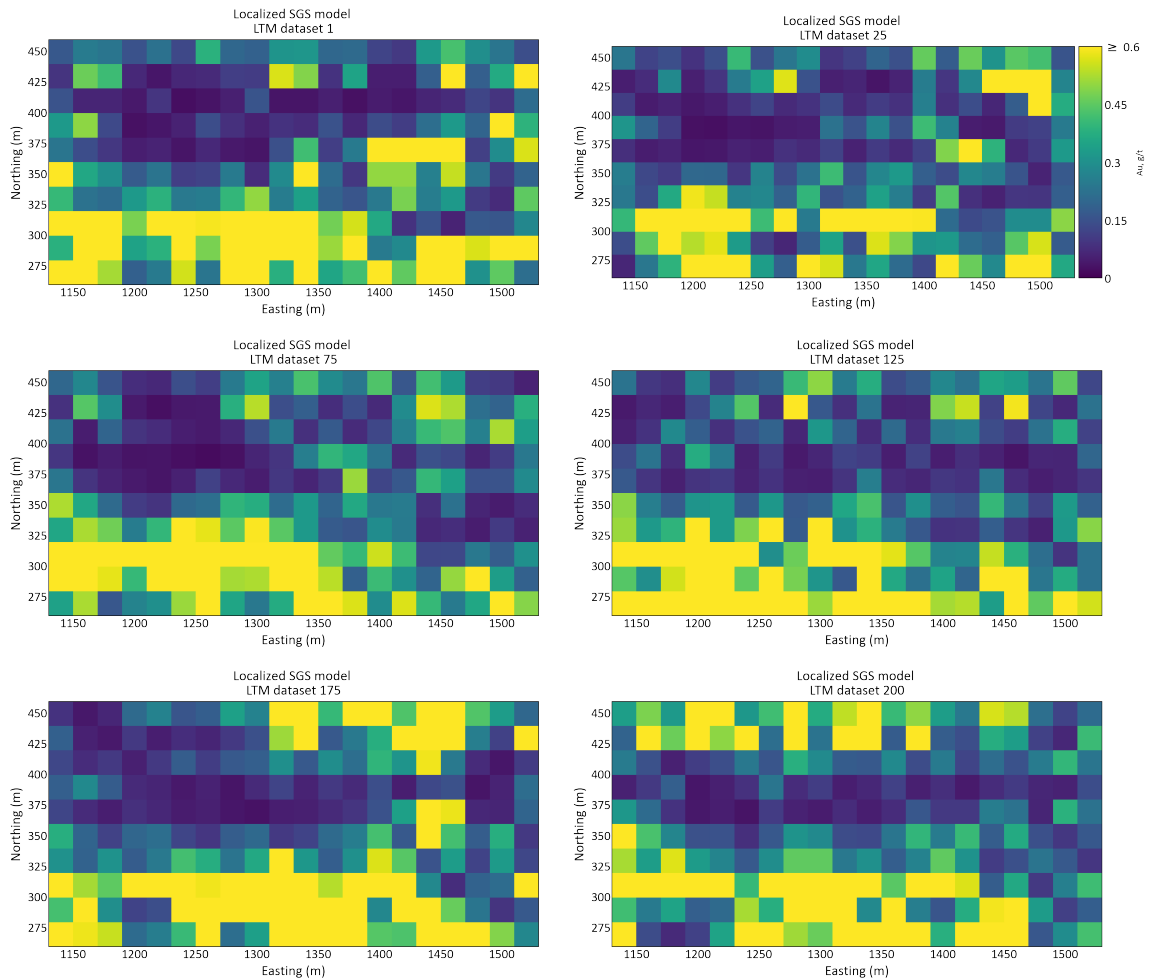 Localized SGS model
LTM dataset 1
450
425
400
375
350
325
300
275
Northing (m)
1150 1200 1250 1300 1350 1400 1450 1500
Easting (m)
Localized SGS model
LTM dataset 25
450
425
400
375
350
325
300
275
Northing (m)
1150 1200 1250 1300 1350 1400 1450 1500
Easting (m)
≥ 0.6
0.45
0.3
0.15
0
Au, g/t
Localized SGS model
LTM dataset 75
450
425
400
375
350
325
300
275
Northing (m)
1150 1200 1250 1300 1350 1400 1450 1500
Easting (m)
Localized SGS model
LTM dataset 125
450
425
400
375
350
325
300
275
Northing (m)
1150 1200 1250 1300 1350 1400 1450 1500
Easting (m)
Localized SGS model
LTM dataset 175
450
425
400
375
350
325
300
275
Northing (m)
1150 1200 1250 1300 1350 1400 1450 1500
Easting (m)
Localized SGS model
LTM dataset 200
450
425
400
375
350
325
300
275
Northing (m)
1150 1200 1250 1300 1350 1400 1450 1500
Easting (m)